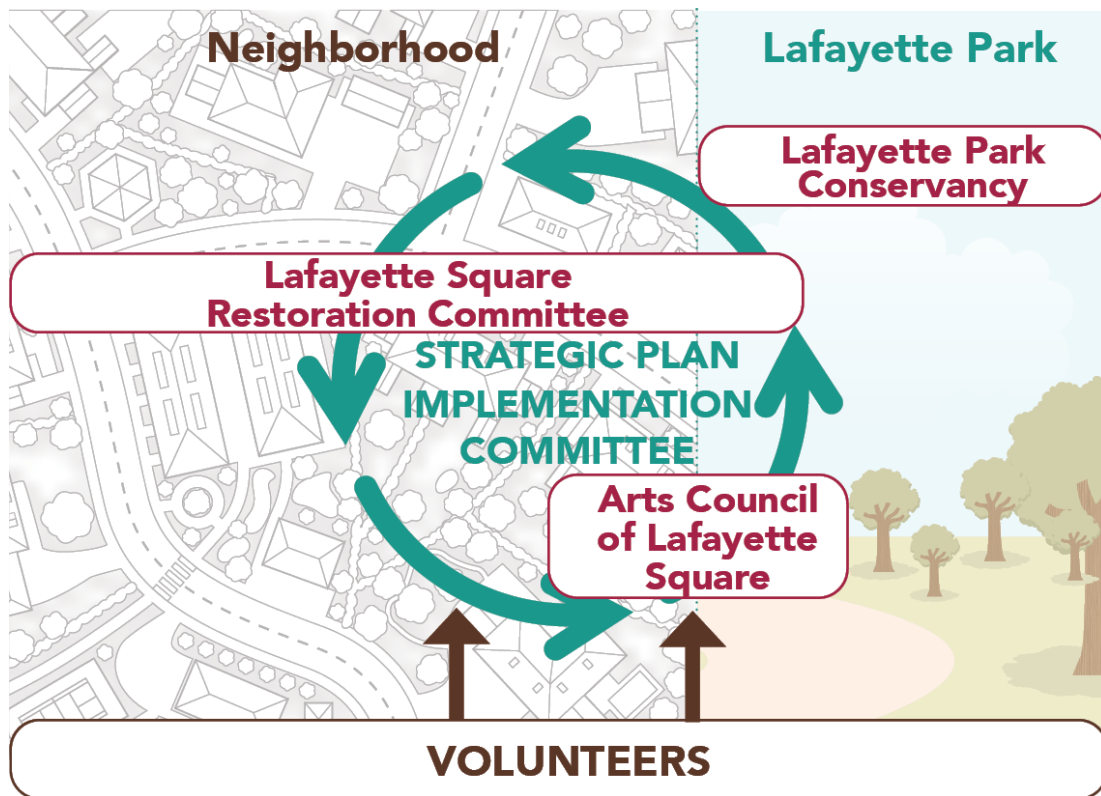 Neighborhood
Lafayette Park
Lafayette Park
Conservancy
Lafayette Square
Restoration Committee
STRATEGIC PLAN
IMPLEMENTATION
COMMITTEE
Arts Council
of Lafayette
Square
VOLUNTEERS